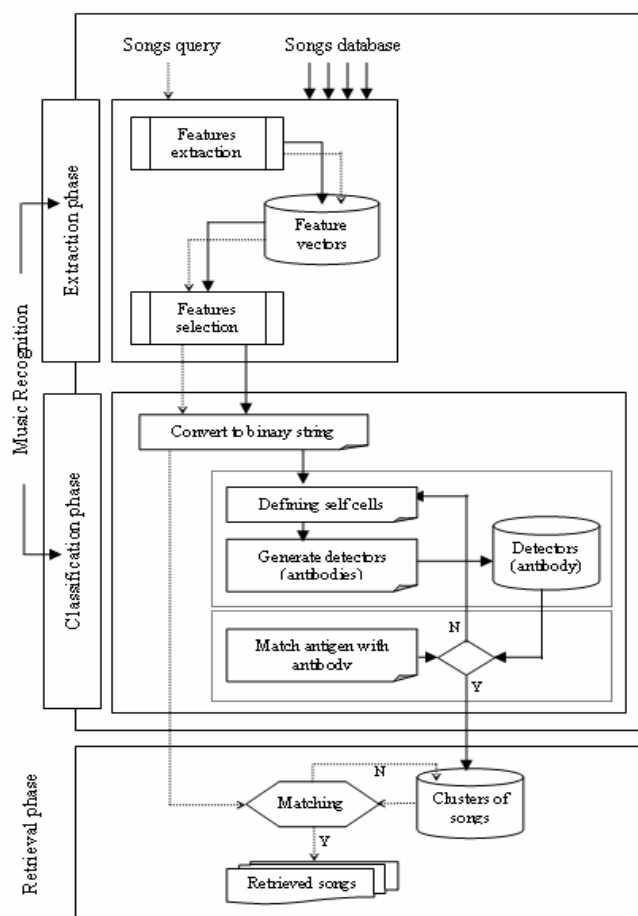 Songs query
Songs database
Music Recognition
Extraction phase
Features
extraction
Feature
vectors
Features
selection
Classification phase
Convert to binary string
Defining self cells
Generate detectors
(antibodies)
Detectors
(antibody)
N
Match antigen with
antibody
Y
Retrieval phase
N
Matching
Clusters of
songs
Y
Retrieved songs